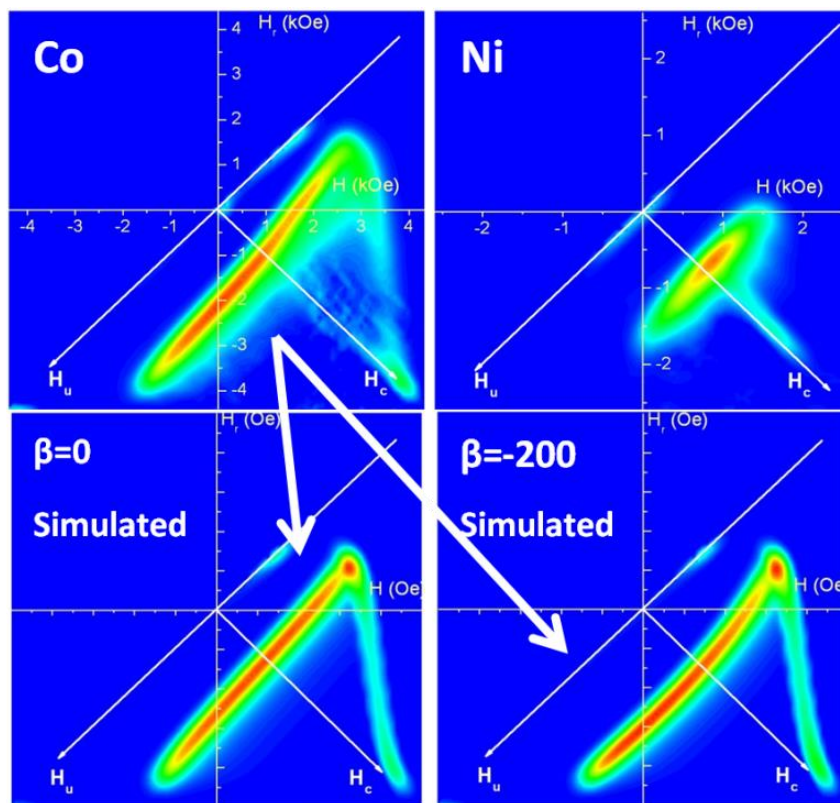 Co
H_r (kOe)
4
3
2
1
H (kOe)
-4 -3 -2 -1 1 2 3 4
-1
-2
-3
-4
H_u
H_c
Ni
H_r (kOe)
2
1
H (kOe)
-2 -1 1 2
-1
-2
H_u
H_c
β=0
Simulated
H_r (Oe)
H (Oe)
H_u
H_c
β=-200
Simulated
H_r (Oe)
H (Oe)
H_u
H_c